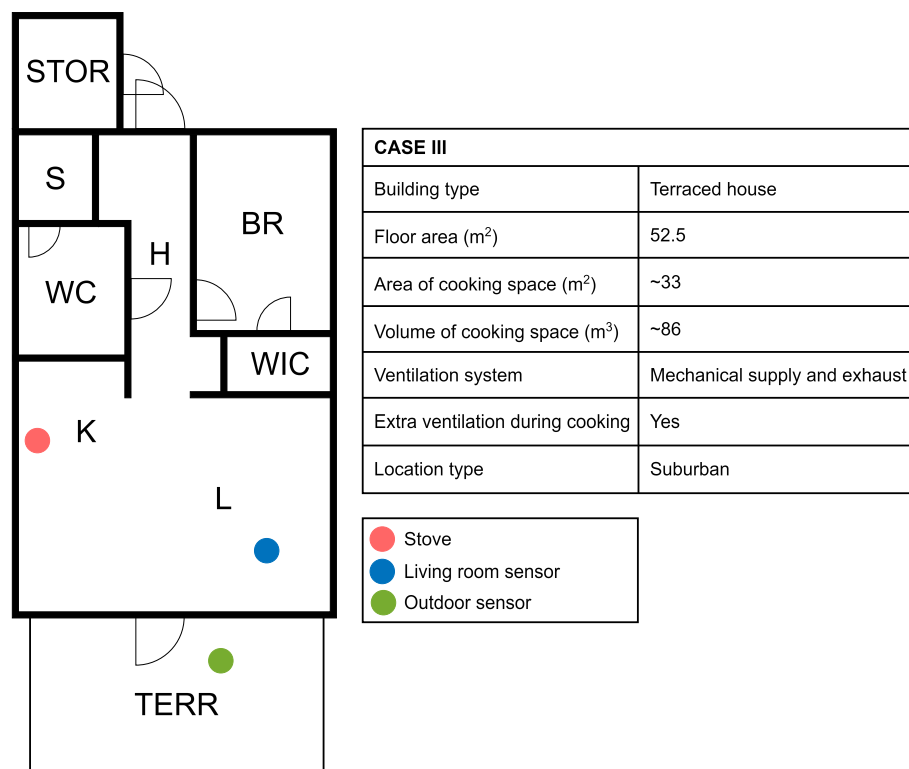 STOR
S
H
BR
WC
WIC
K
L
TERR
CASE III
Building type Terraced house
Floor area (m²) 52.5
Area of cooking space (m²) ~33
Volume of cooking space (m³) ~86
Ventilation system Mechanical supply and exhaust
Extra ventilation during cooking Yes
Location type Suburban
Stove
Living room sensor
Outdoor sensor